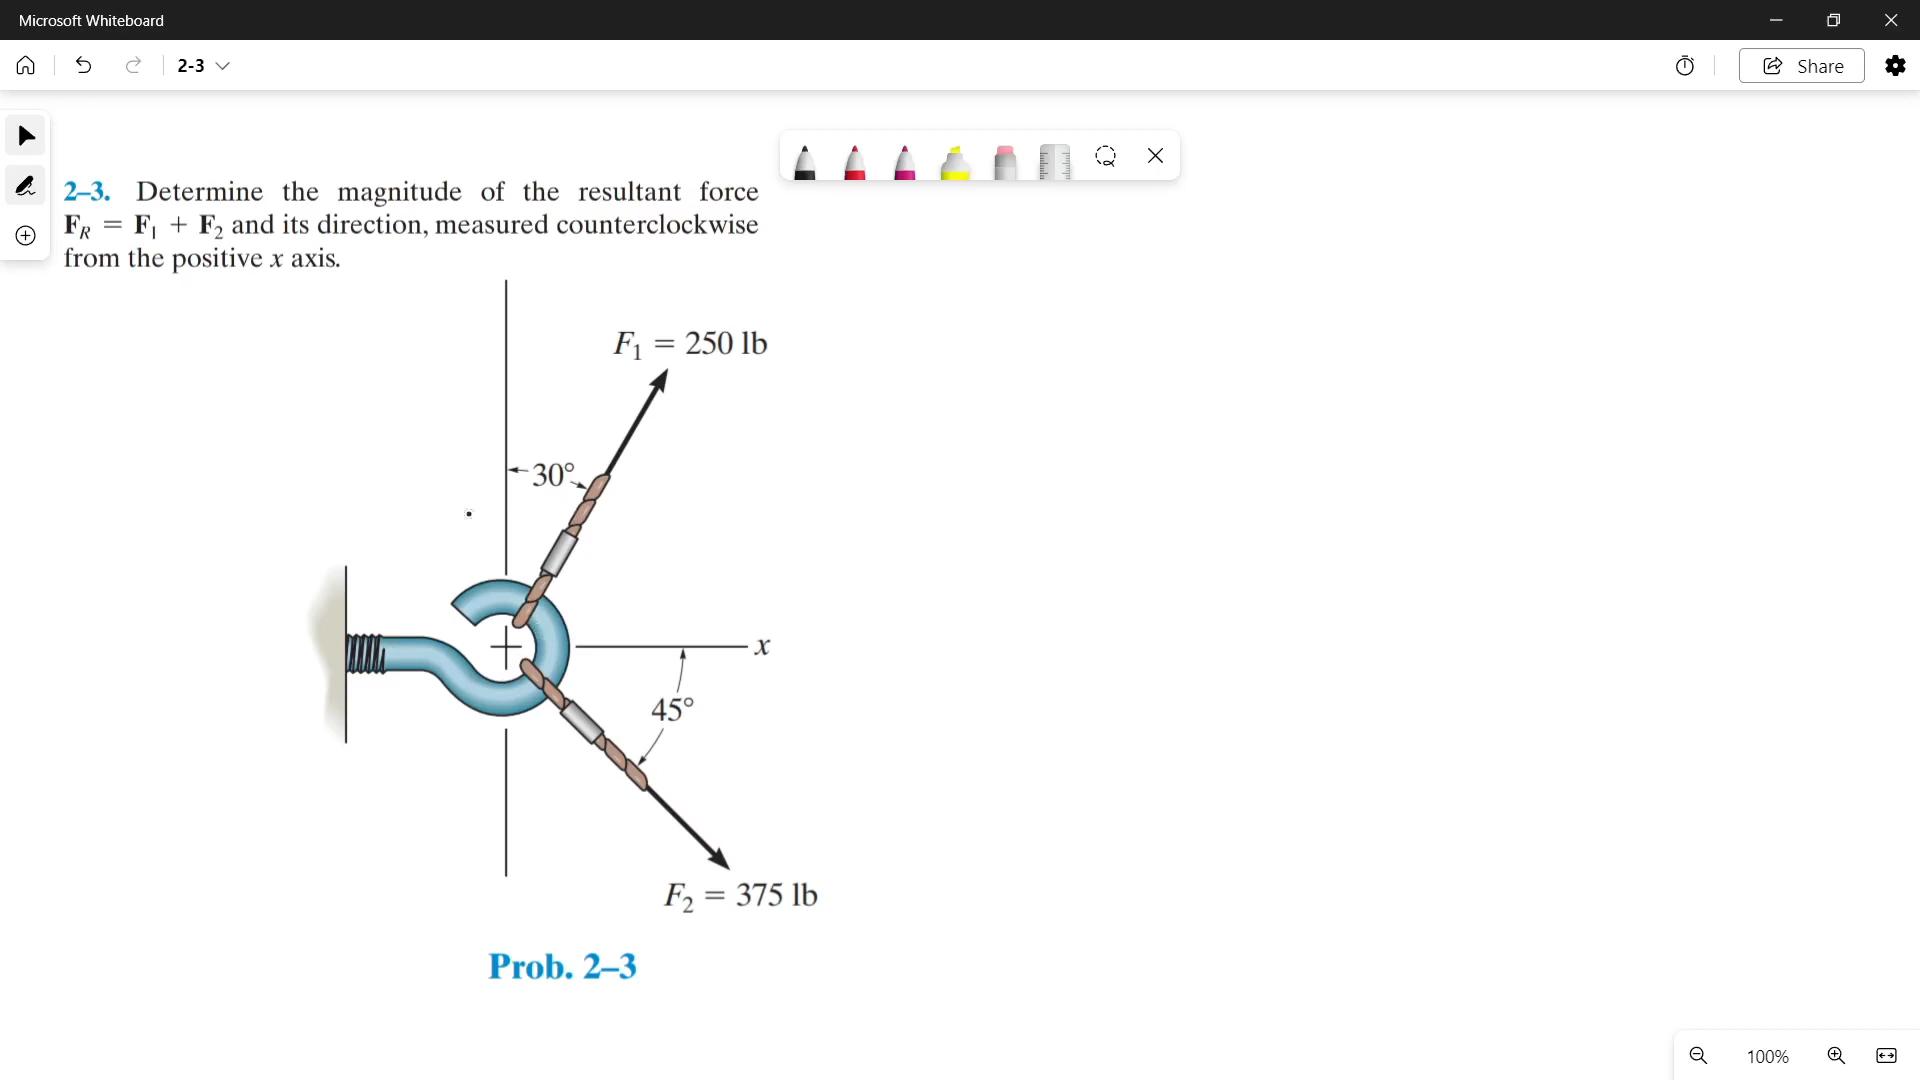 Microsoft Whiteboard
2-3
Share
2–3. Determine the magnitude of the resultant force
F_R = F_1 + F_2 and its direction, measured counterclockwise
from the positive x axis.
F_1 = 250 lb
30°
x
45°
F_2 = 375 lb
Prob. 2–3
100%